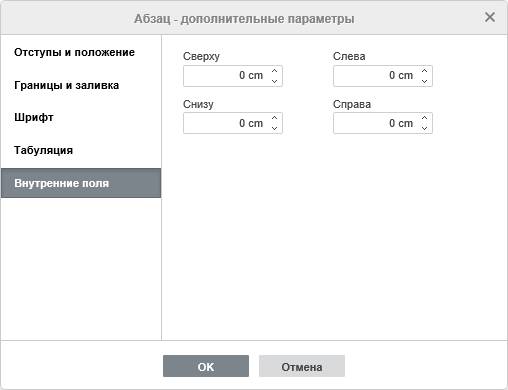 Абзац - дополнительные параметры
Отступы и положение
Границы и заливка
Шрифт
Табуляция
Внутренние поля
Сверху Слева
0 cm 0 cm
Снизу Справа
0 cm 0 cm
OK Отмена